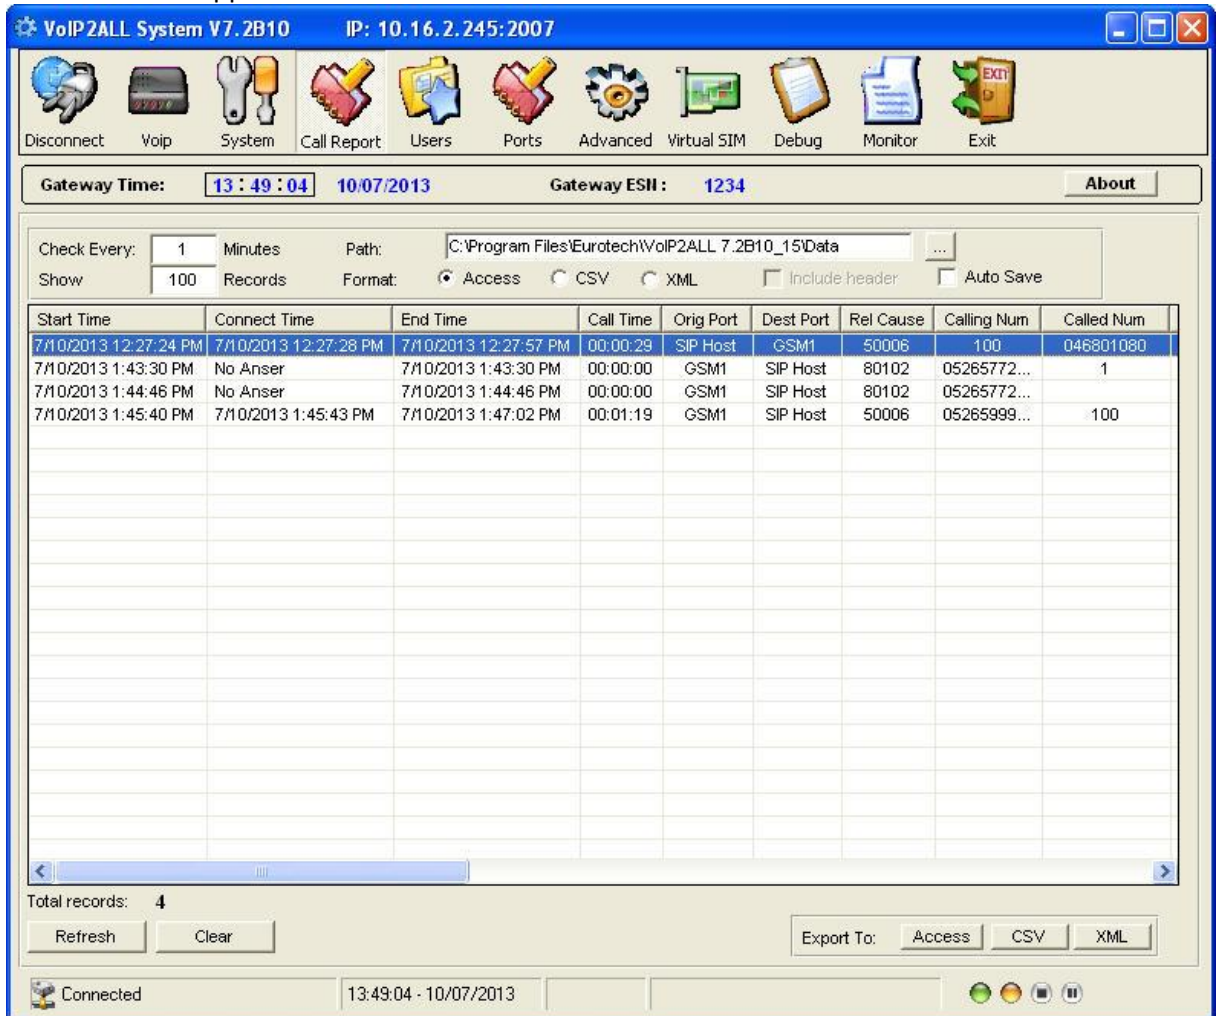 VoIP2ALL System V7.2B10 IP: 10.16.2.245:2007
Disconnect Voip System Call Report Users Ports Advanced Virtual SIM Debug Monitor EXIT Exit
Gateway Time: 13:49:04 10/07/2013 Gateway ESN: 1234 About
Check Every: 1 Minutes Path: C:\Program Files\Eurotech\VoIP2ALL 7.2B10_15\Data ...
Show 100 Records Format: Access CSV XML Include header Auto Save
Start Time Connect Time End Time Call Time Orig Port Dest Port Rel Cause Calling Num Called Num
7/10/2013 12:27:24 PM 7/10/2013 12:27:28 PM 7/10/2013 12:27:57 PM 00:00:29 SIP Host GSM1 50006 100 046801080
7/10/2013 1:43:30 PM No Anser 7/10/2013 1:43:30 PM 00:00:00 GSM1 SIP Host 80102 05265772... 1
7/10/2013 1:44:46 PM No Anser 7/10/2013 1:44:46 PM 00:00:00 GSM1 SIP Host 80102 05265772...
7/10/2013 1:45:40 PM 7/10/2013 1:45:43 PM 7/10/2013 1:47:02 PM 00:01:19 GSM1 SIP Host 50006 05265999... 100
Total records: 4
Refresh Clear Export To: Access CSV XML
Connected 13:49:04 - 10/07/2013